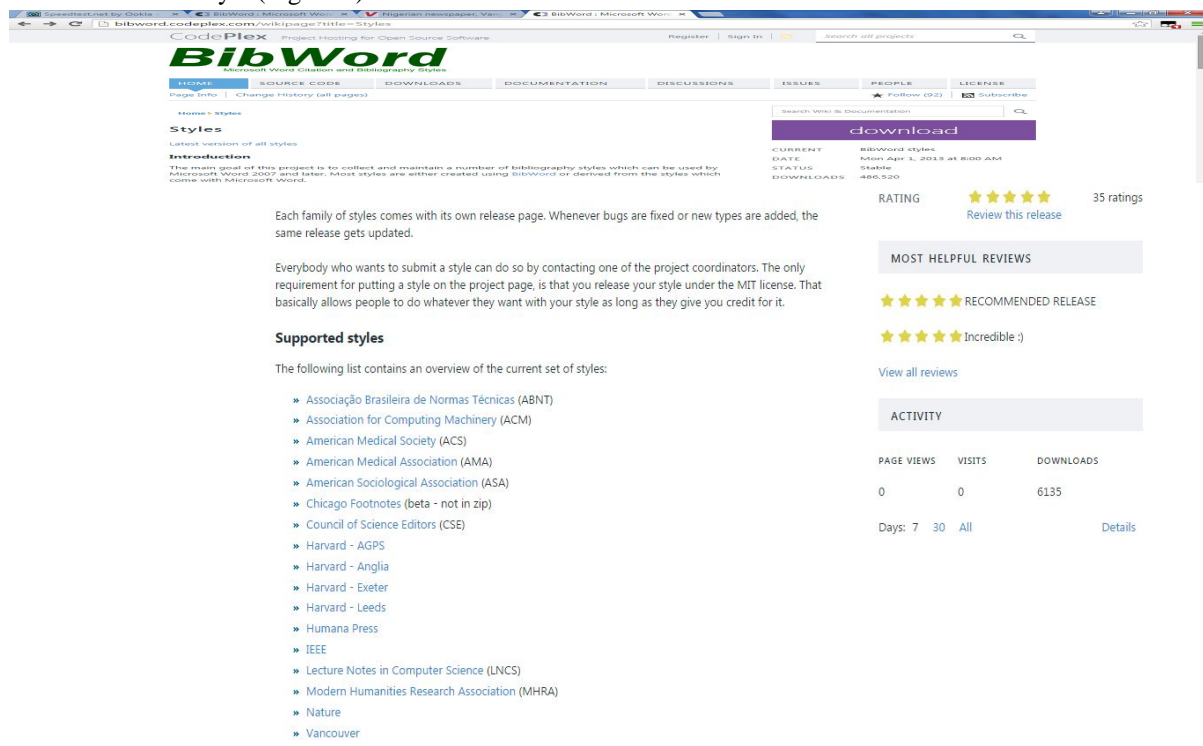 Speedtest.net by Ookla
BibWord : Microsoft Word
Nigerian newspaper, Van
BibWord : Microsoft Word
bibword.codeplex.com/wikipage?title=Styles
CodePlex Project Hosting for Open Source Software
Register | Sign In
Search all projects
BibWord
Microsoft Word Citation and Bibliography Styles
HOME SOURCE CODE DOWNLOADS DOCUMENTATION DISCUSSIONS ISSUES PEOPLE LICENSE
Page Info | Change History (all pages)
Follow (92) | Subscribe
Home > Styles
Search Wiki & Documentation
Styles
Latest version of all styles
Introduction
The main goal of this project is to collect and maintain a number of bibliography styles which can be used by
Microsoft Word 2007 and later. Most styles are either created using BibWord or derived from the styles which
come with Microsoft Word.
download
CURRENT BibWord styles
DATE Mon Apr 1, 2013 at 8:00 AM
STATUS Stable
DOWNLOADS 486,520
RATING 35 ratings
Review this release
Each family of styles comes with its own release page. Whenever bugs are fixed or new types are added, the
same release gets updated.
Everybody who wants to submit a style can do so by contacting one of the project coordinators. The only
requirement for putting a style on the project page, is that you release your style under the MIT license. That
basically allows people to do whatever they want with your style as long as they give you credit for it.
Supported styles
The following list contains an overview of the current set of styles:
» Associação Brasileira de Normas Técnicas (ABNT)
» Association for Computing Machinery (ACM)
» American Medical Society (ACS)
» American Medical Association (AMA)
» American Sociological Association (ASA)
» Chicago Footnotes (beta - not in zip)
» Council of Science Editors (CSE)
» Harvard - AGPS
» Harvard - Anglia
» Harvard - Exeter
» Harvard - Leeds
» Humana Press
» IEEE
» Lecture Notes in Computer Science (LNCS)
» Modern Humanities Research Association (MHRA)
» Nature
» Vancouver
MOST HELPFUL REVIEWS
RECOMMENDED RELEASE
Incredible :)
View all reviews
ACTIVITY
PAGE VIEWS VISITS DOWNLOADS
0 0 6135
Days: 7 30 All Details